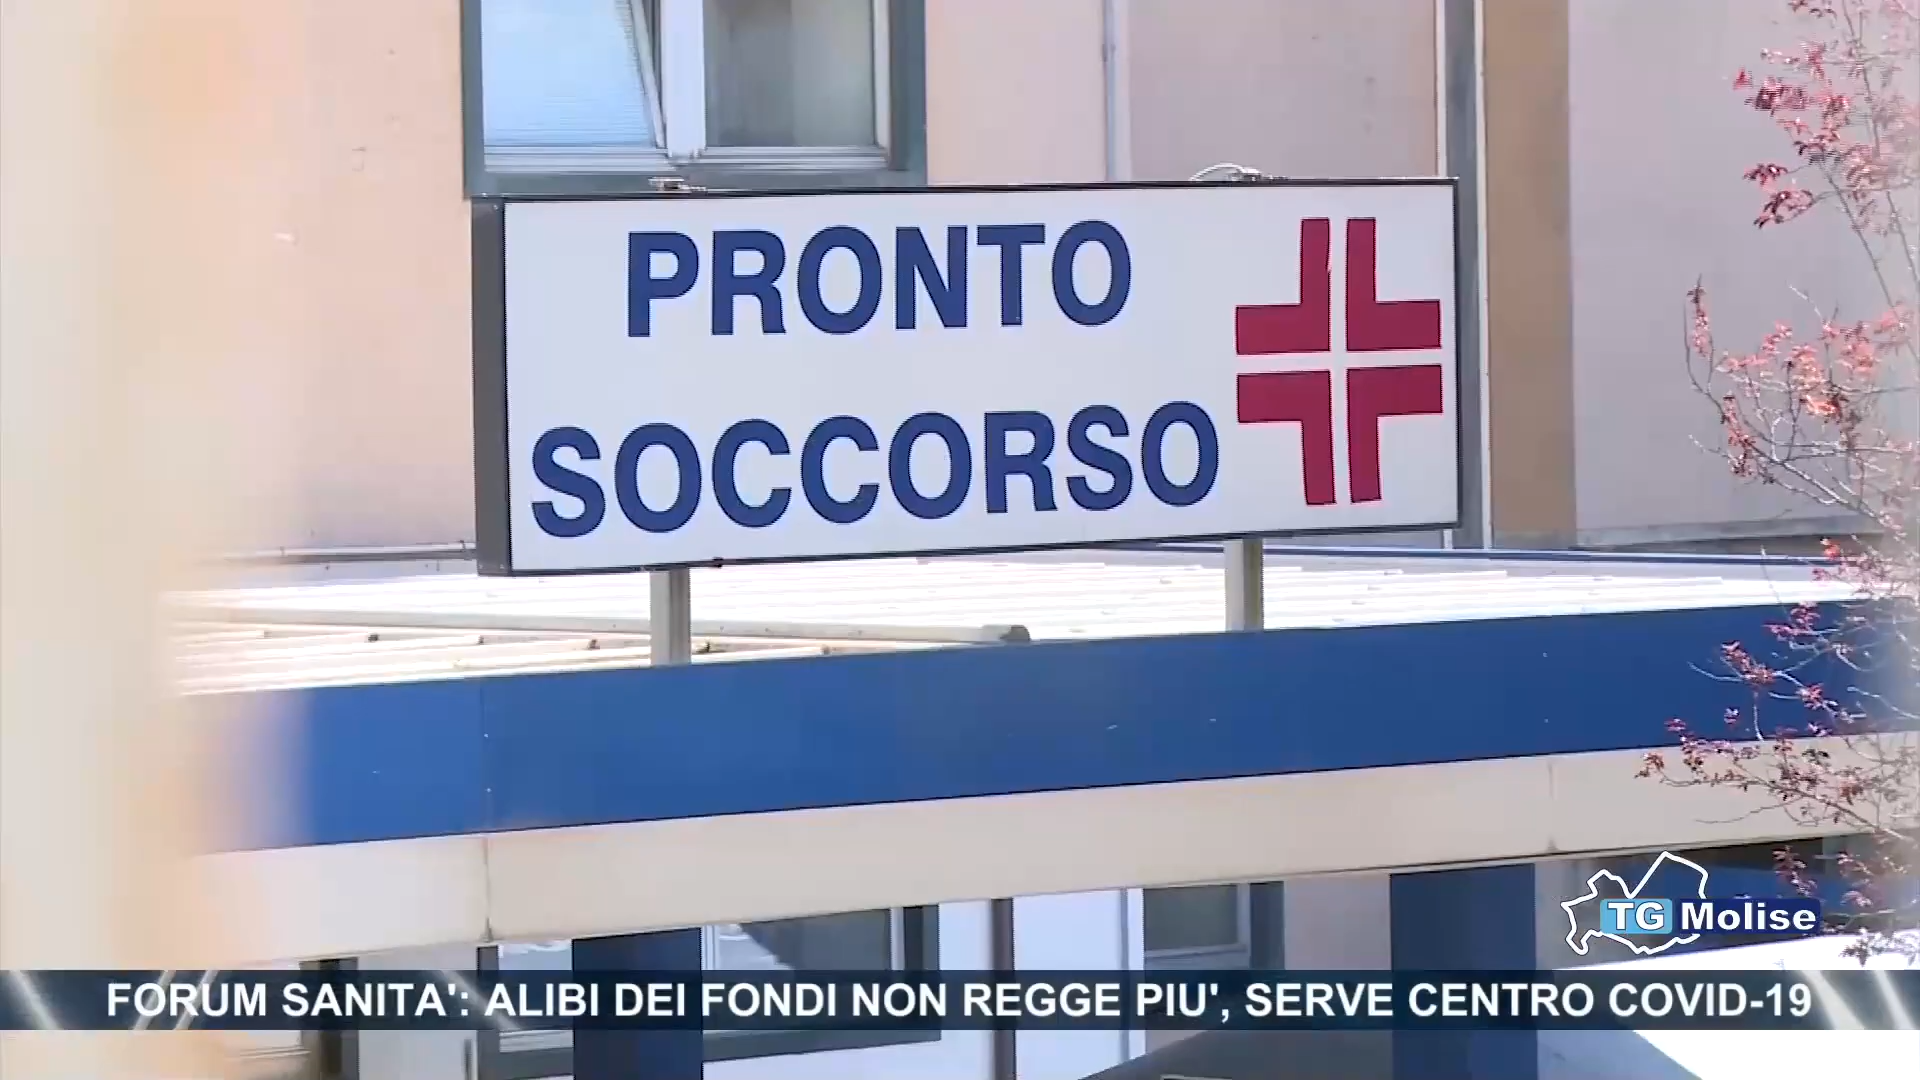 PRONTO
SOCCORSO
TG Molise
FORUM SANITA': ALIBI DEI FONDI NON REGGE PIU', SERVE CENTRO COVID-19